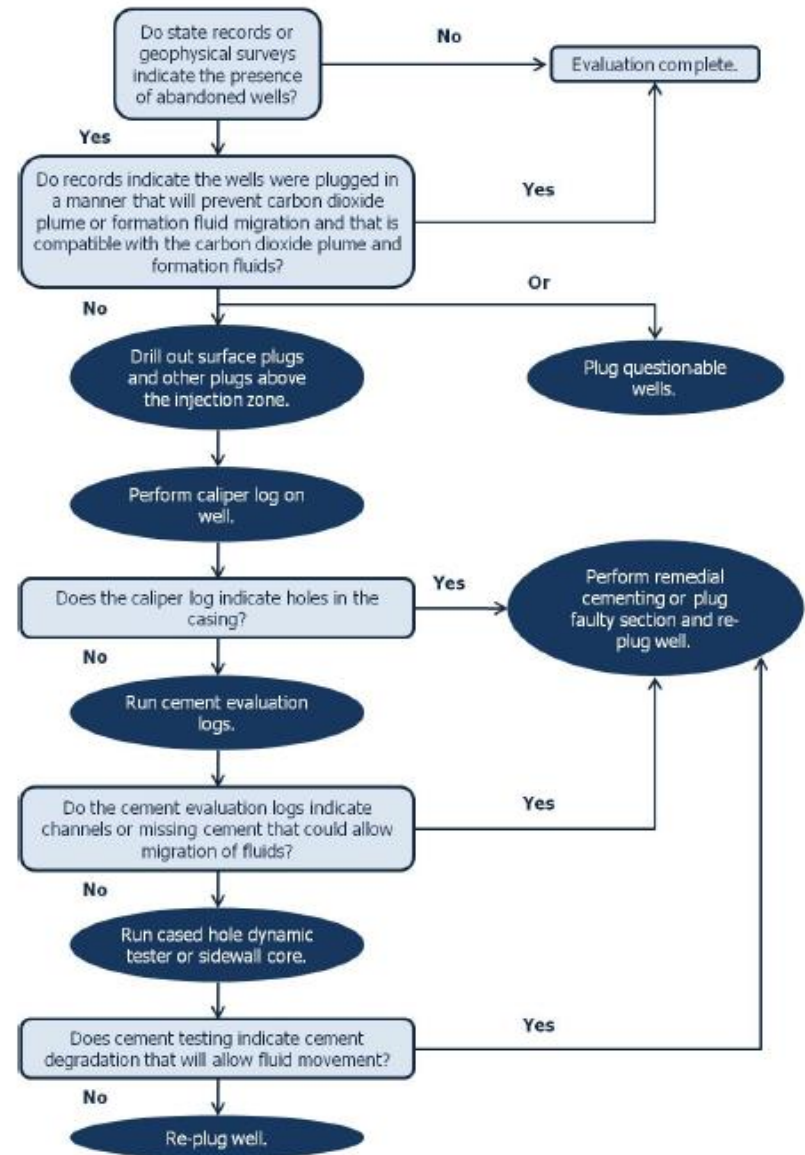 Do state records or
geophysical surveys
indicate the presence
of abandoned wells?
No
Evaluation complete.
Yes
Do records indicate the wells were plugged in
a manner that will prevent carbon dioxide
plume or formation fluid migration and that is
compatible with the carbon dioxide plume and
formation fluids?
Yes
No
Or
Drill out surface plugs
and other plugs above
the injection zone.
Plug questionable
wells.
Perform caliper log on
well.
Does the caliper log indicate holes in the
casing?
Yes
Perform remedial
cementing or plug
faulty section and re-
plug well.
No
Run cement evaluation
logs.
Do the cement evaluation logs indicate
channels or missing cement that could allow
migration of fluids?
Yes
No
Run cased hole dynamic
tester or sidewall core.
Does cement testing indicate cement
degradation that will allow fluid movement?
Yes
No
Re-plug well.